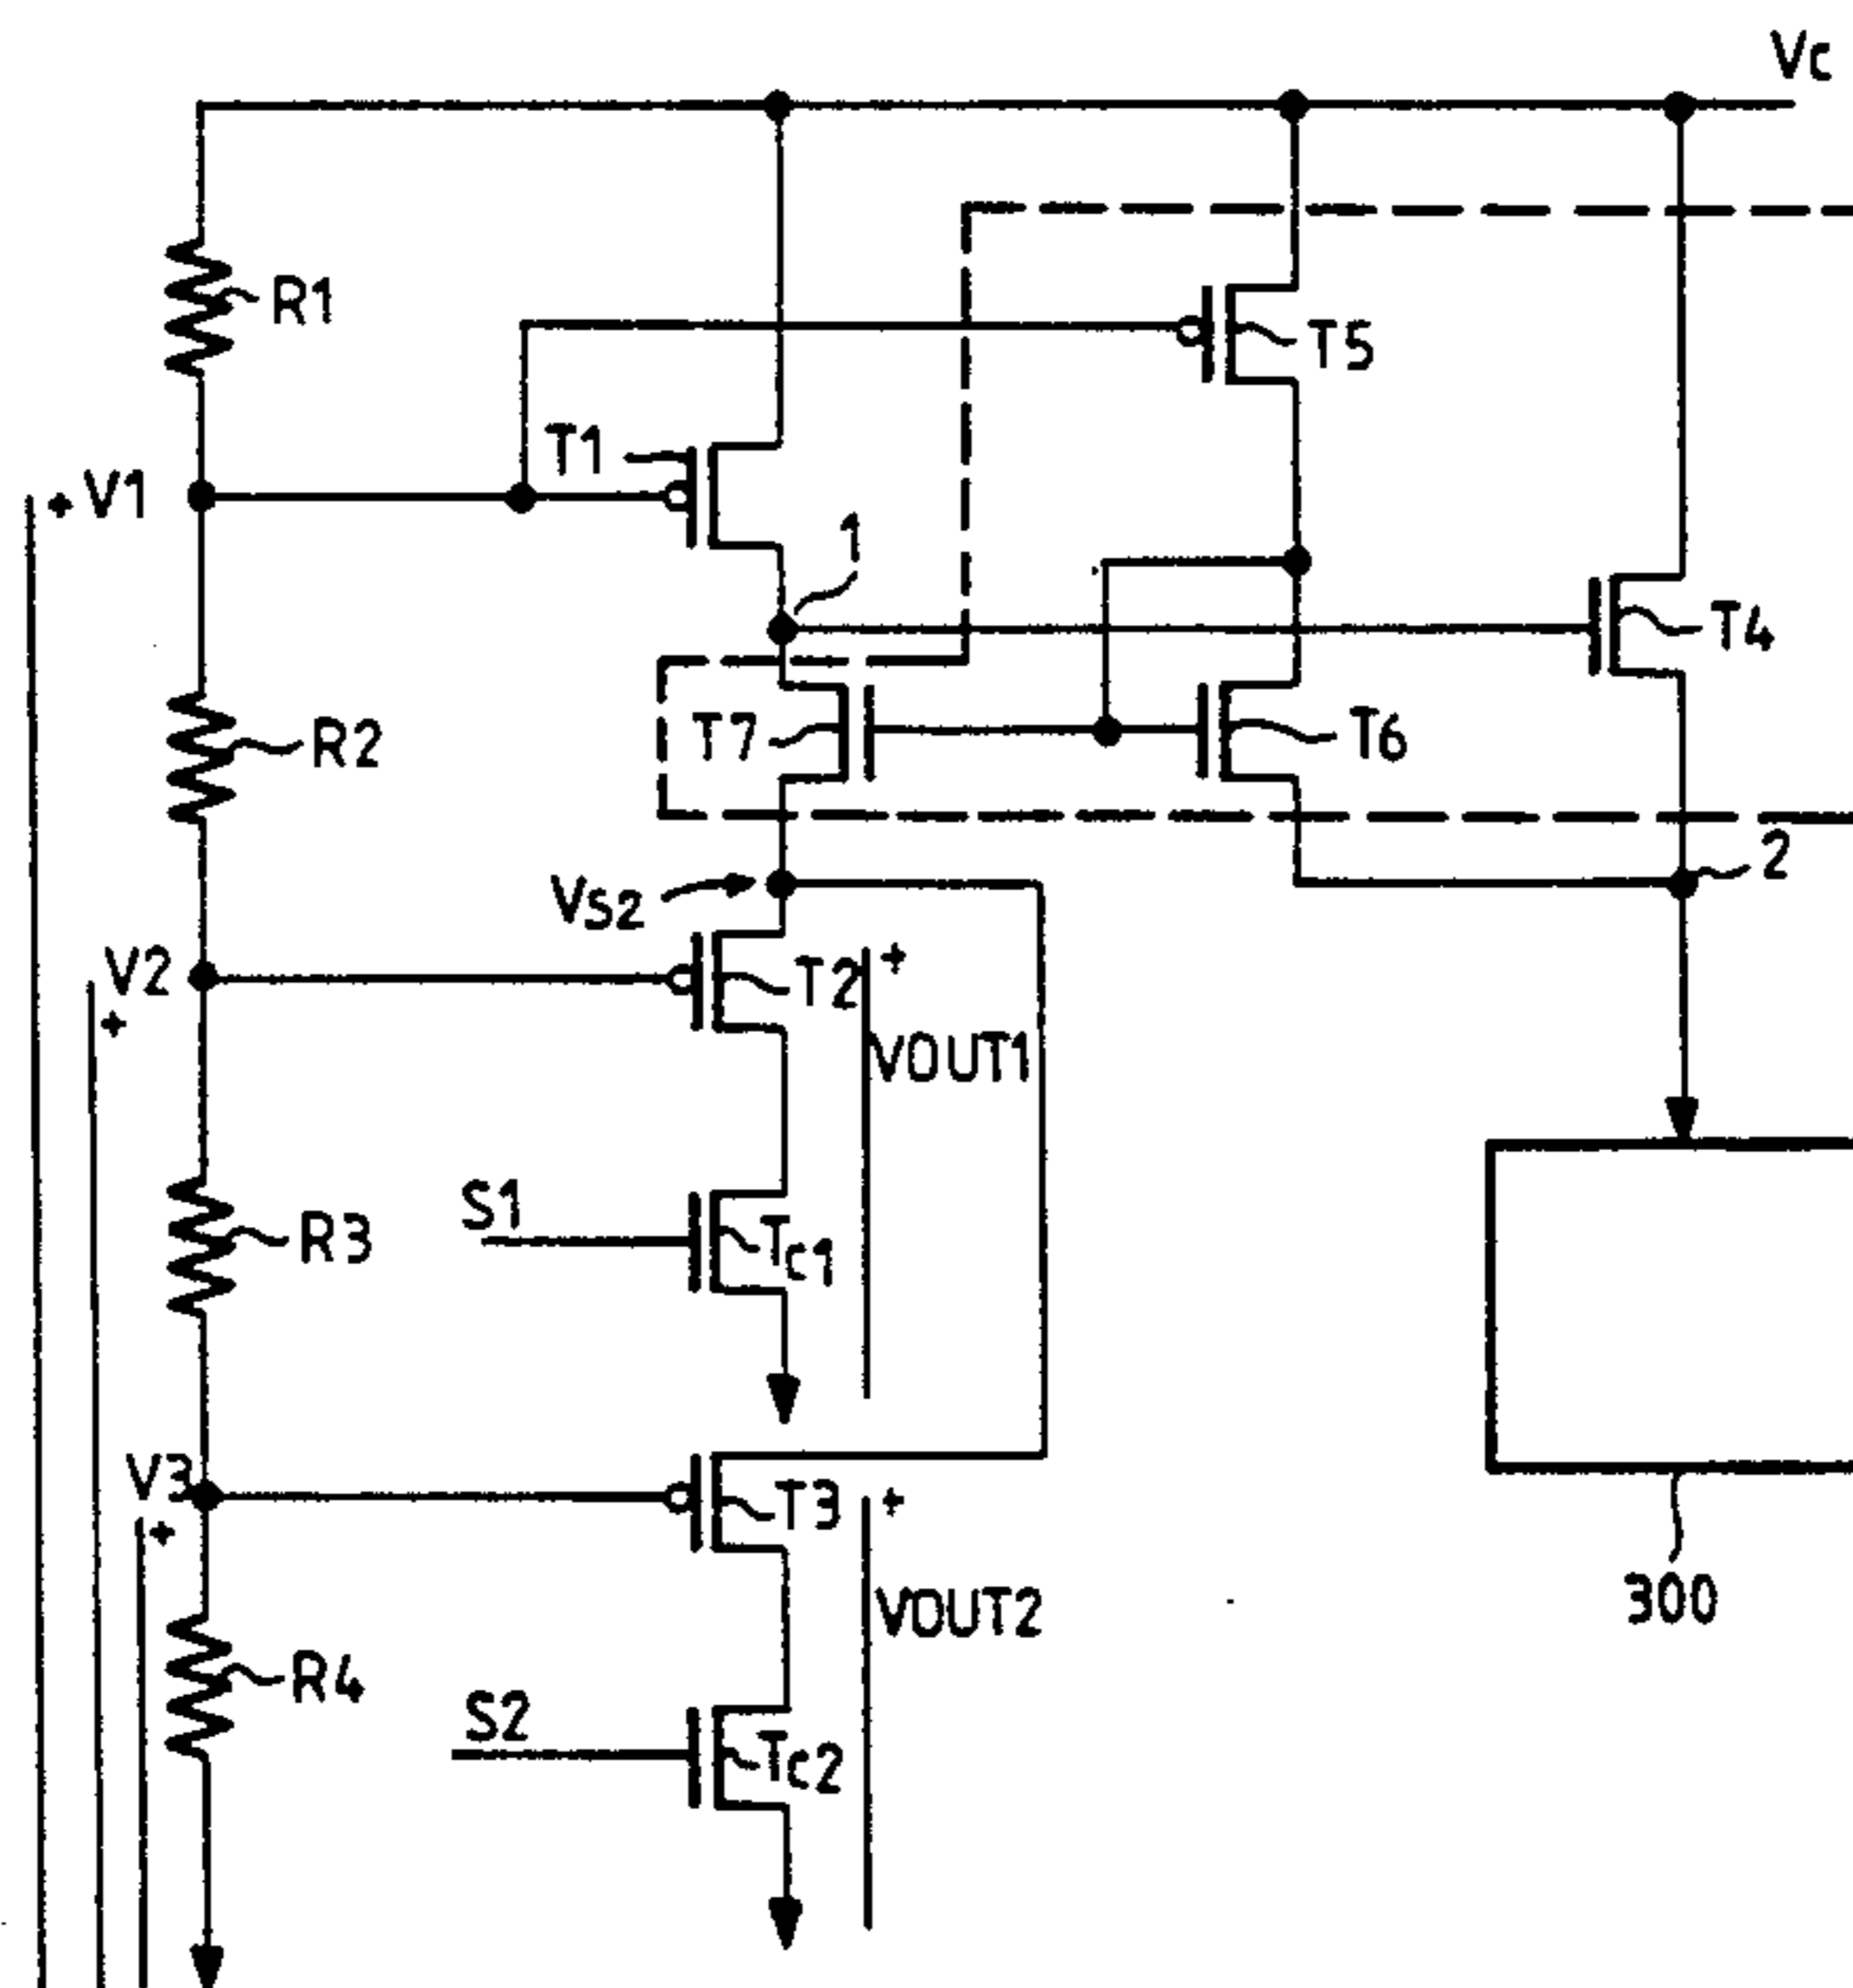 Vc
R1
T5
T1
+ V1
1
T4
R2
T7
T6
2
VS2
V2
+
T2
+
VOUT1
S1
R3
Tc1
V3
+
T3
+
VOUT2
300
R4
S2
Tc2